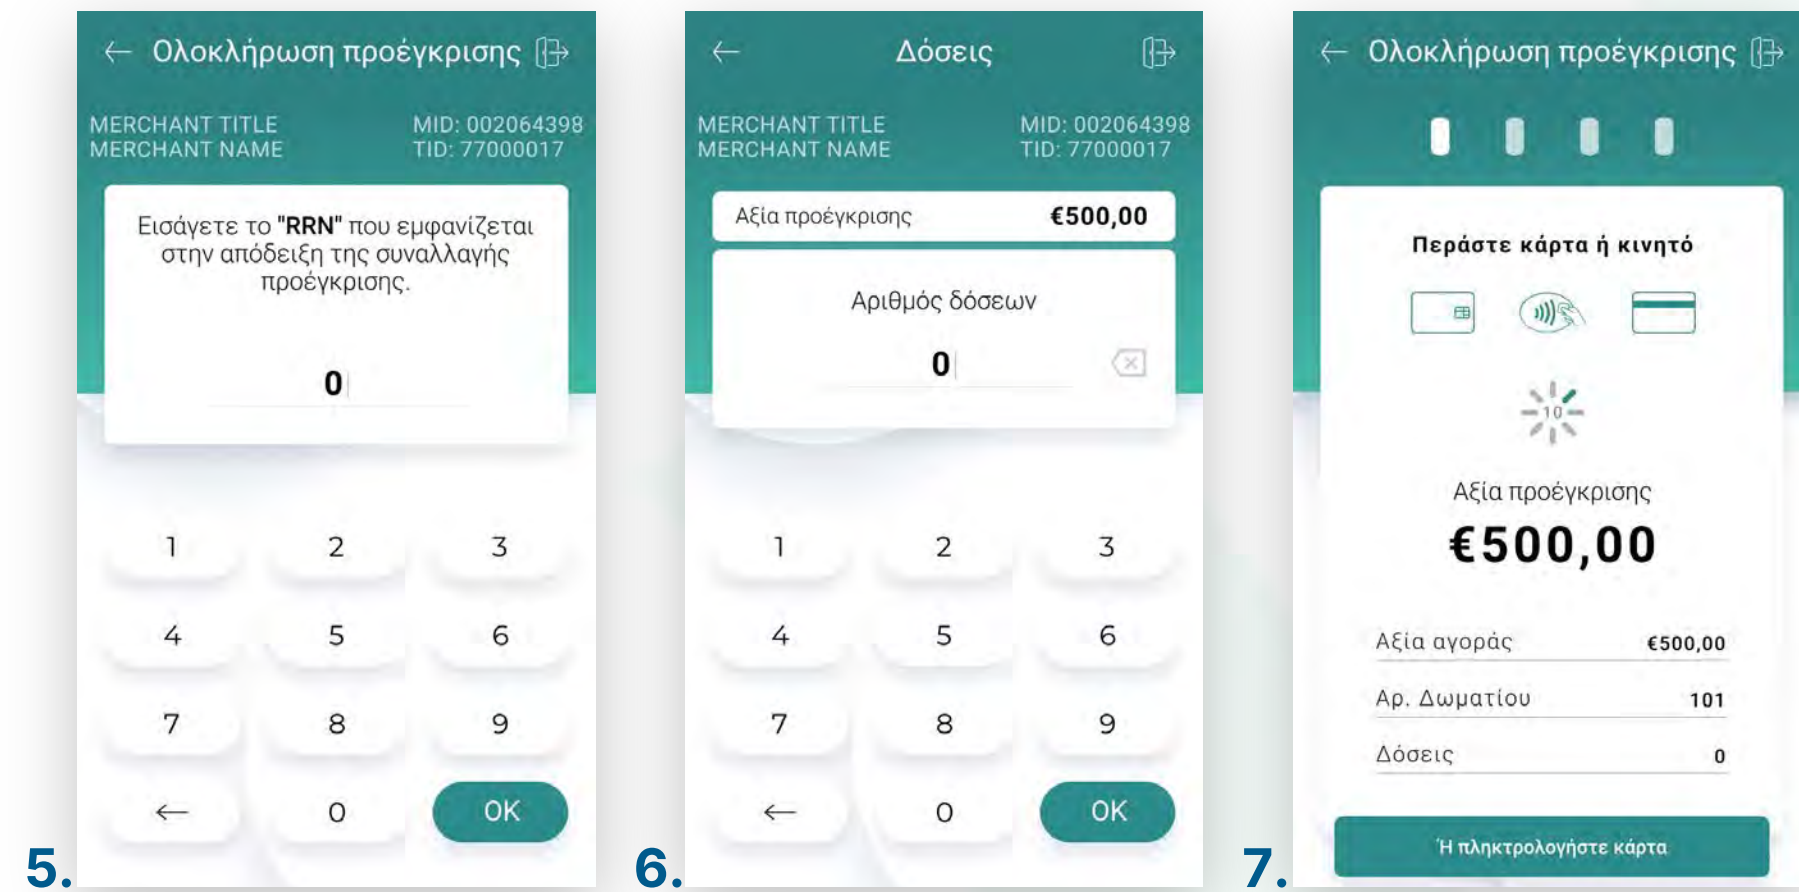 Ολοκλήρωση προέγκρισης
MERCHANT TITLE MID: 002064398
MERCHANT NAME TID: 77000017
Εισάγετε το "RRN" που εμφανίζεται
στην απόδειξη της συναλλαγής
προέγκρισης.
0
1 2 3
4 5 6
7 8 9
0 OK
5.
Δόσεις
MERCHANT TITLE MID: 002064398
MERCHANT NAME TID: 77000017
Αξία προέγκρισης €500,00
Αριθμός δόσεων
0
1 2 3
4 5 6
7 8 9
0 OK
6.
Ολοκλήρωση προέγκρισης
Περάστε κάρτα ή κινητό
10
Αξία προέγκρισης
€500,00
Αξία αγοράς €500,00
Αρ. Δωματίου 101
Δόσεις 0
Ή πληκτρολογήστε κάρτα
7.